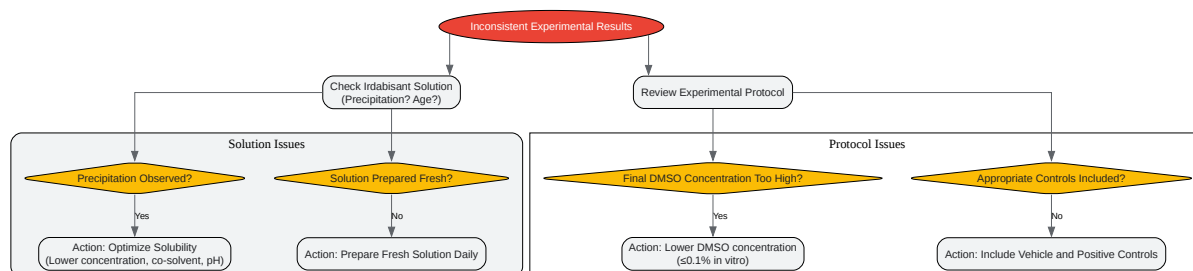 Inconsistent Experimental Results
Check Irdabisant Solution
(Precipitation? Age?)
Review Experimental Protocol
Solution Issues
Protocol Issues
Precipitation Observed?
Solution Prepared Fresh?
Final DMSO Concentration Too High?
Appropriate Controls Included?
Yes
No
Yes
No
Action: Optimize Solubility
(Lower concentration, co-solvent, pH)
Action: Prepare Fresh Solution Daily
Action: Lower DMSO concentration
(≤0.1% in vitro)
Action: Include Vehicle and Positive Controls